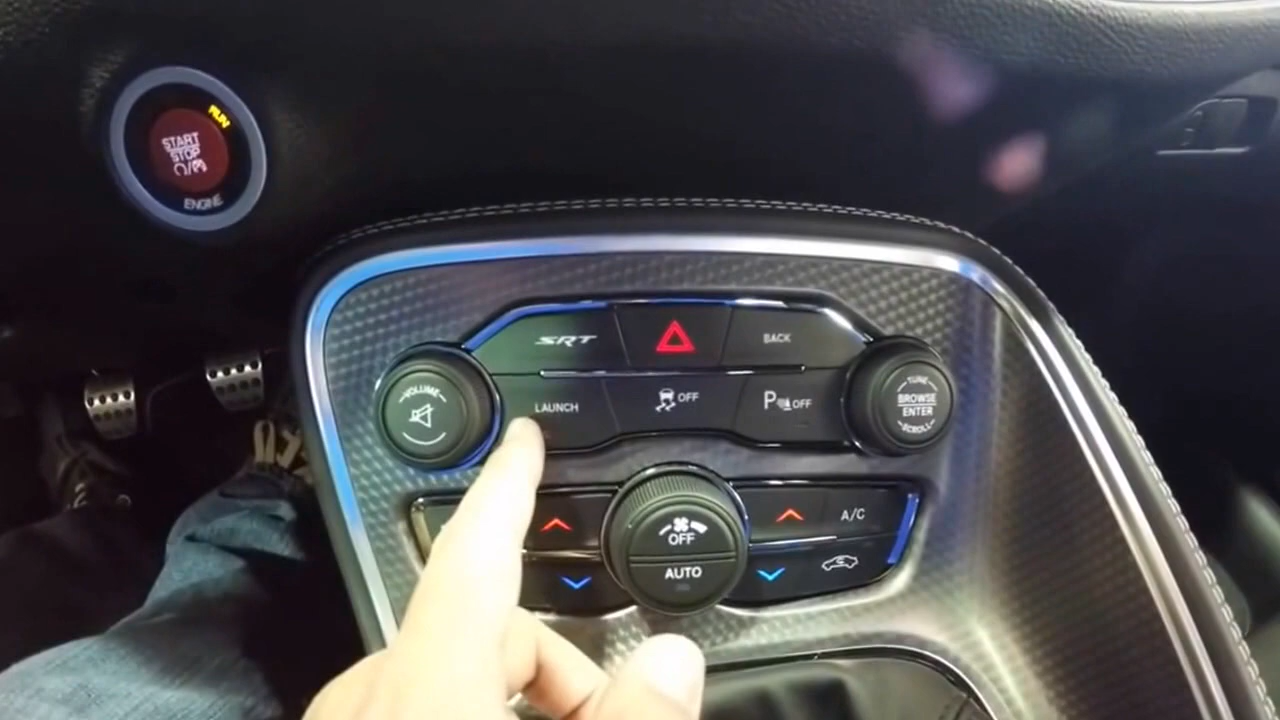 RUN
START
STOP
ENGINE
SRT
BACK
VOLUME
LAUNCH
OFF
P OFF
TUNE
BROWSE
ENTER
SCROLL
OFF
AUTO
A/C